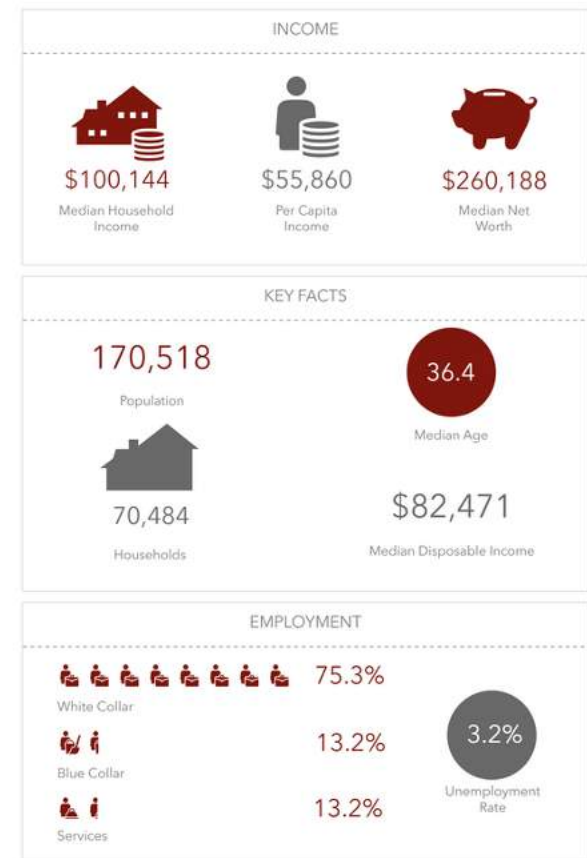 INCOME
$100,144
Median Household
Income
$55,860
Per Capita
Income
$260,188
Median Net
Worth
KEY FACTS
170,518
Population
36.4
Median Age
70,484
Households
$82,471
Median Disposable Income
EMPLOYMENT
75.3%
White Collar
13.2%
Blue Collar
13.2%
Services
3.2%
Unemployment
Rate